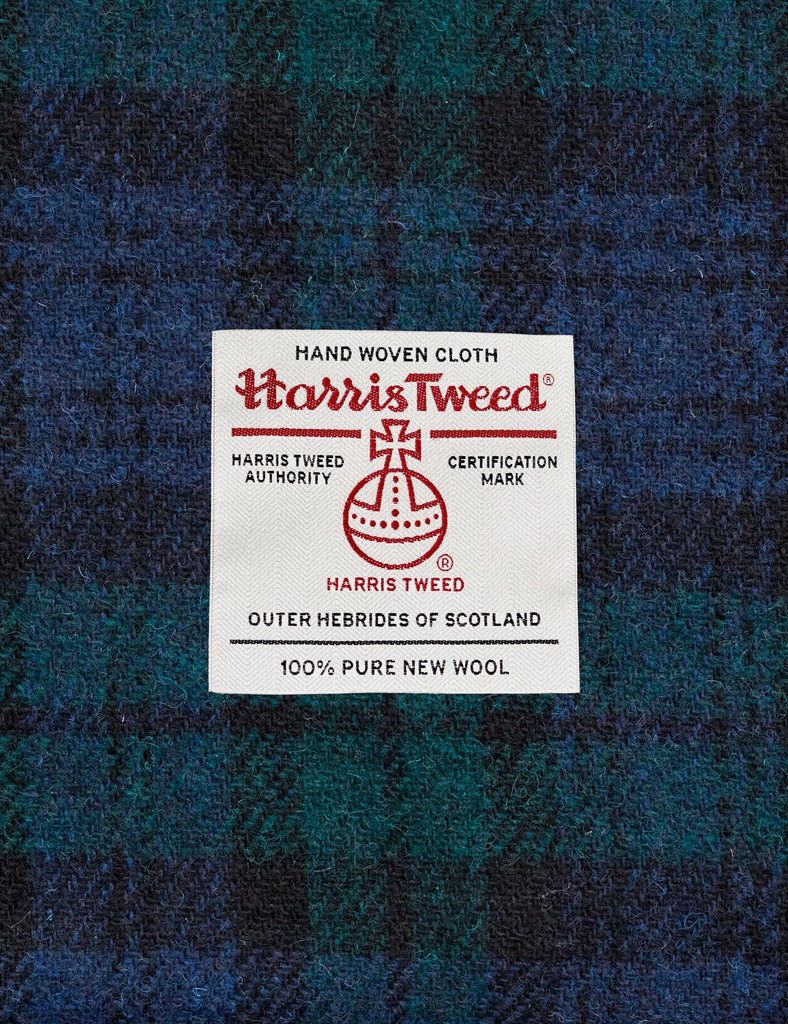 HAND WOVEN CLOTH
Harris Tweed®
HARRIS TWEED AUTHORITY
CERTIFICATION MARK
®
HARRIS TWEED
OUTER HEBRIDES OF SCOTLAND
100% PURE NEW WOOL